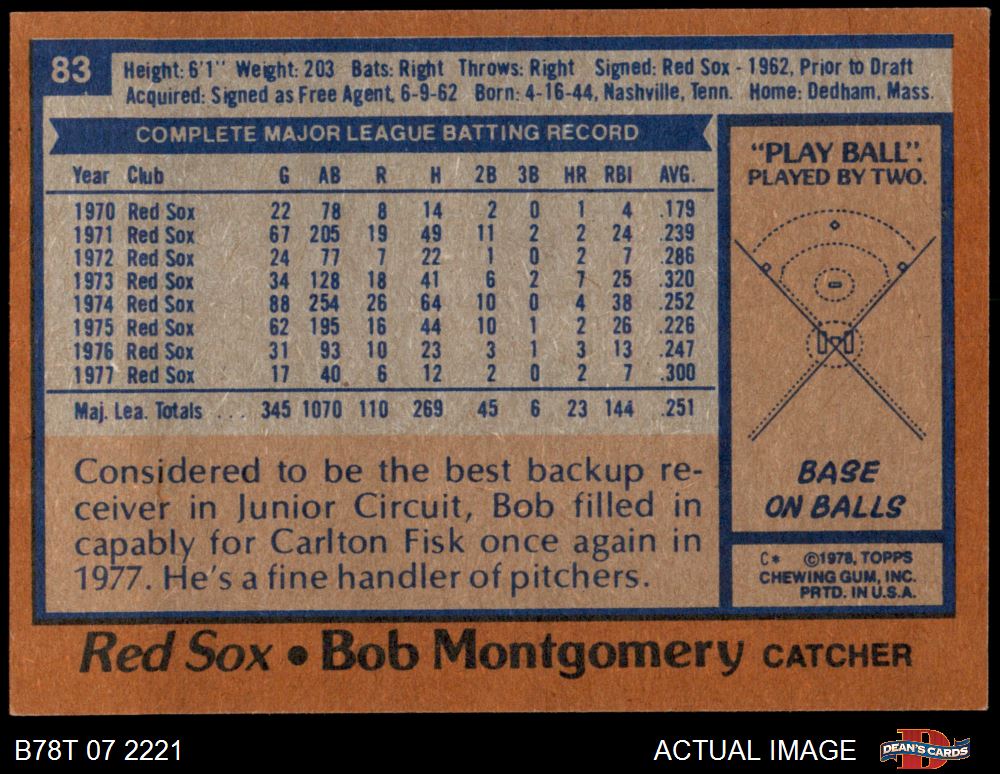 83
Height: 6'1" Weight: 203 Bats: Right Throws: Right Signed: Red Sox - 1962, Prior to Draft
Acquired: Signed as Free Agent, 6-9-62 Born: 4-16-44, Nashville, Tenn. Home: Dedham, Mass.
COMPLETE MAJOR LEAGUE BATTING RECORD
Year Club G AB R H 2B 3B HR RBI AVG.
1970 Red Sox 22 78 8 14 2 0 1 4 .179
1971 Red Sox 67 205 19 49 11 2 2 24 .239
1972 Red Sox 24 77 7 22 1 0 2 7 .286
1973 Red Sox 34 128 18 41 6 2 7 25 .320
1974 Red Sox 88 254 26 64 10 0 4 38 .252
1975 Red Sox 62 195 16 44 10 1 2 26 .226
1976 Red Sox 31 93 10 23 3 1 3 13 .247
1977 Red Sox 17 40 6 12 2 0 2 7 .300
Maj. Lea. Totals ... 345 1070 110 269 45 6 23 144 .251
Considered to be the best backup re-
ceiver in Junior Circuit, Bob filled in
capably for Carlton Fisk once again in
1977. He's a fine handler of pitchers.
"PLAY BALL".
PLAYED BY TWO.
BASE
ON BALLS
C* ©1978, TOPPS
CHEWING GUM, INC.
PRTD. IN U.S.A.
Red Sox • Bob Montgomery CATCHER
B78T 07 2221 ACTUAL IMAGE
DEAN'S CARDS